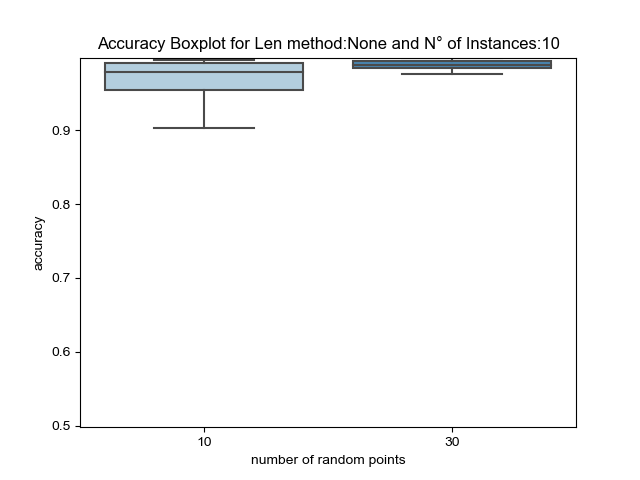 Accuracy Boxplot for Len method:None and N° of Instances:10
accuracy
0.9
0.8
0.7
0.6
0.5
10
30
number of random points